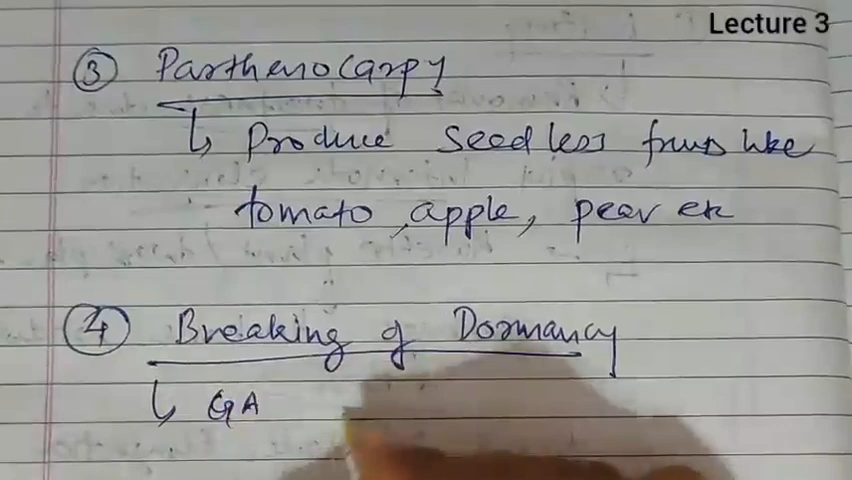 Lecture 3
③ Parthenocarpy
↳ Produce seedless fruits like
tomato, apple, pear etc
④ Breaking of Dormancy
↳ GA